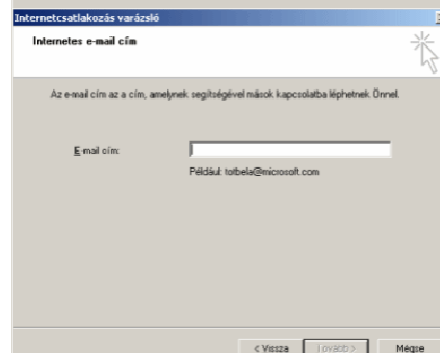 Internetcsatlakozás varázsló
Internetes e-mail cím
Az e-mail cím az a cím, amelynek segítségével mások kapcsolatba léphetnek Önnel.
E-mail cím:
Például: totbela@microsoft.com
< Vissza
Tovább >
Mégse